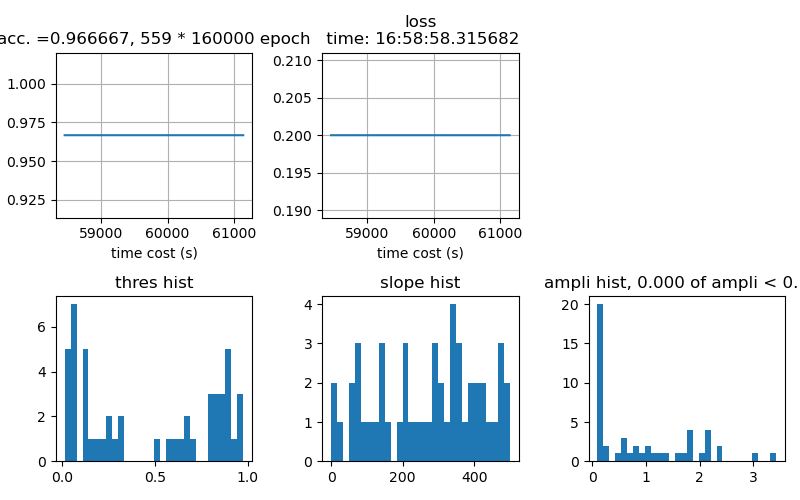 acc. =0.966667, 559 * 160000 epoch
loss
time: 16:58:58.315682
1.000
0.975
0.950
0.925
59000 60000 61000
time cost (s)
0.210
0.205
0.200
0.195
0.190
59000 60000 61000
time cost (s)
thres hist
6
4
2
0
0.0 0.5 1.0
slope hist
4
3
2
1
0
0 200 400
ampli hist, 0.000 of ampli < 0.
20
15
10
5
0
0 1 2 3